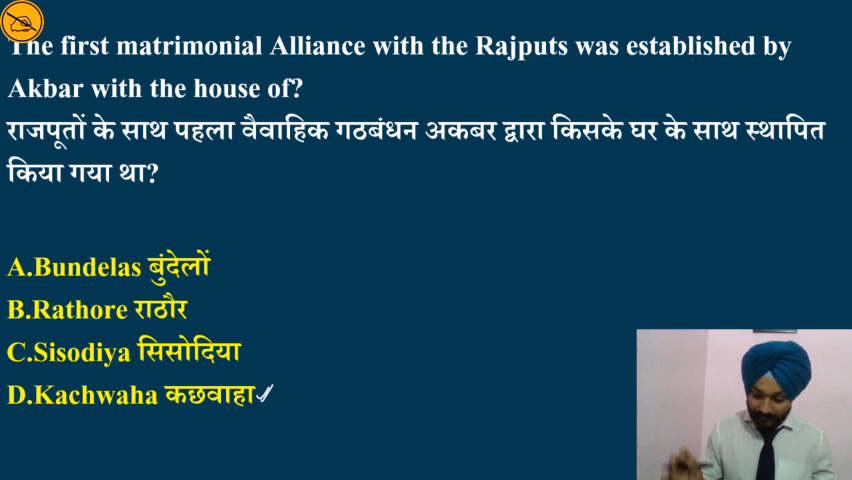 The first matrimonial Alliance with the Rajputs was established by
Akbar with the house of?
राजपूतों के साथ पहला वैवाहिक गठबंधन अकबर द्वारा किसके घर के साथ स्थापित
किया गया था?
A.Bundelas बुंदेलों
B.Rathore राठौर
C.Sisodiya सिसोदिया
D.Kachwaha कछवाहा